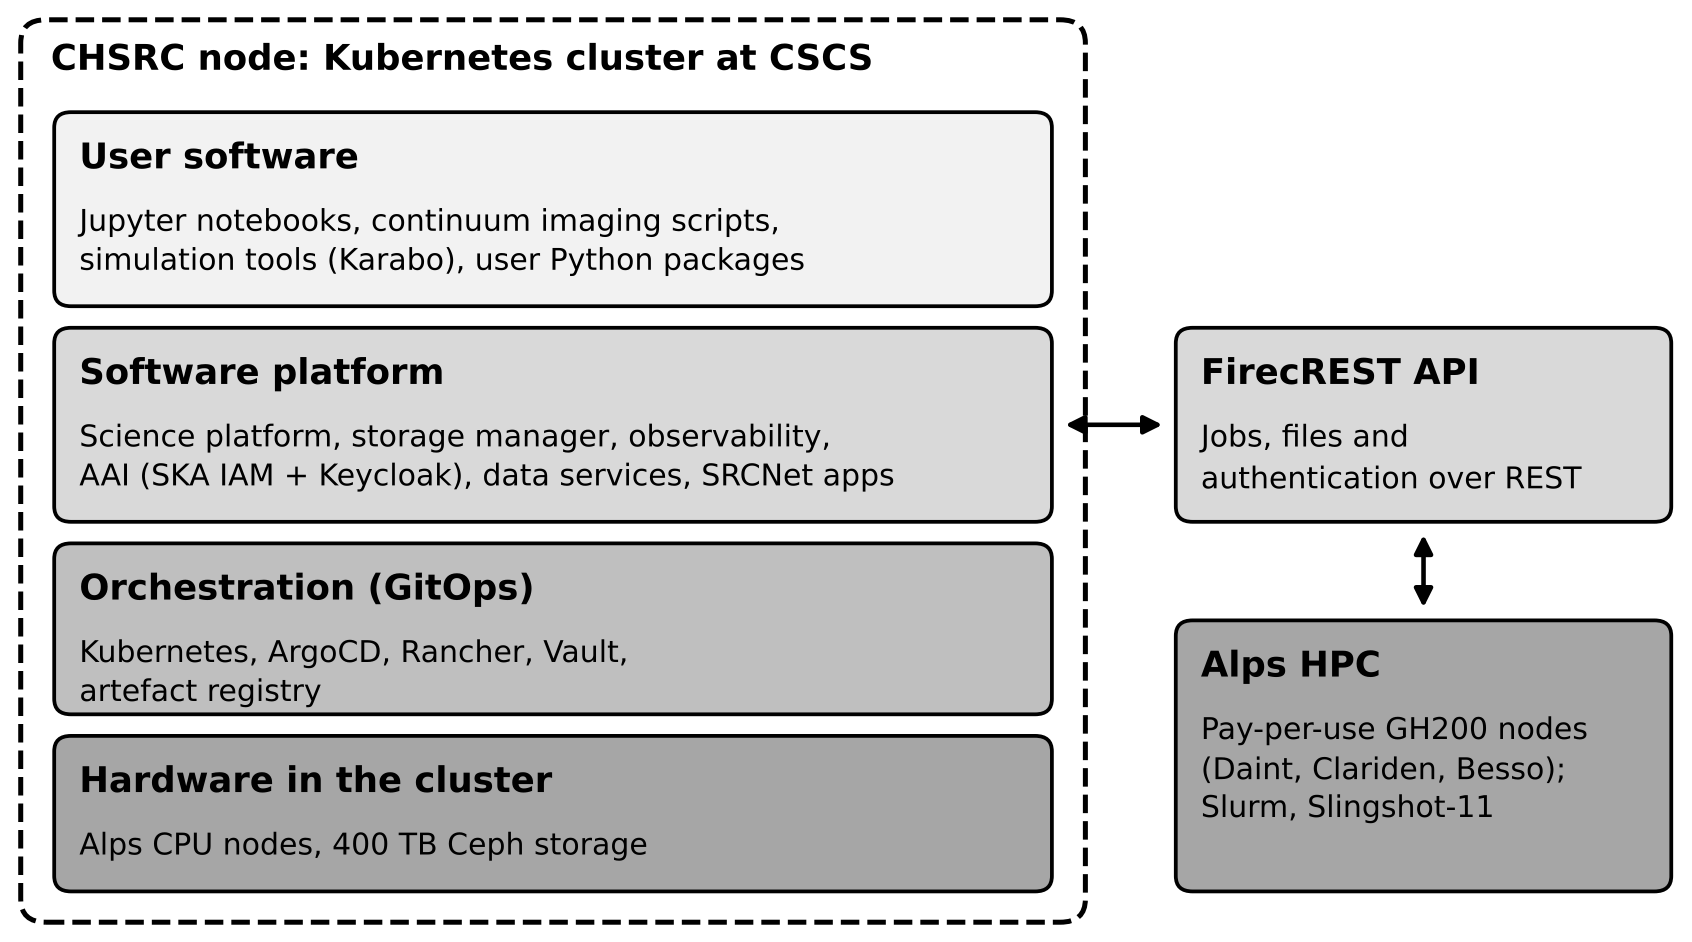 CHSRC node: Kubernetes cluster at CSCS
User software
Jupyter notebooks, continuum imaging scripts,
simulation tools (Karabo), user Python packages
Software platform
Science platform, storage manager, observability,
AAI (SKA IAM + Keycloak), data services, SRCNet apps
Orchestration (GitOps)
Kubernetes, ArgoCD, Rancher, Vault,
artefact registry
Hardware in the cluster
Alps CPU nodes, 400 TB Ceph storage
FirecREST API
Jobs, files and
authentication over REST
Alps HPC
Pay-per-use GH200 nodes
(Daint, Clariden, Besso);
Slurm, Slingshot-11